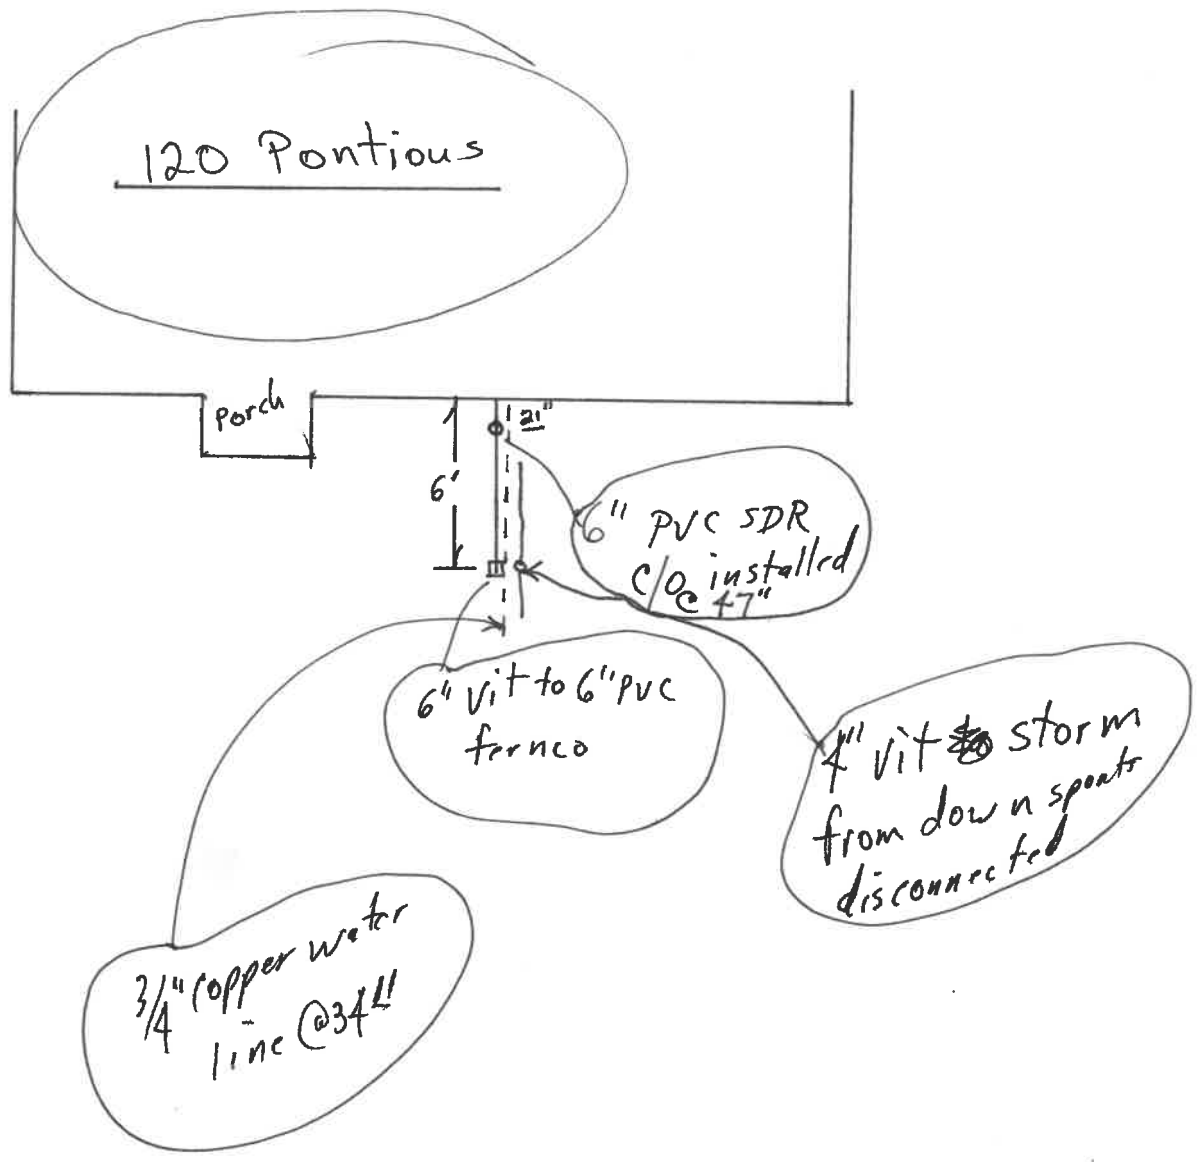 120 Pontious
Porch
21"
6'
6" PVC SDR
C/O installed
@ 47"
6" Vit to 6" PVC
fernco
4" Vit storm
from down spouts
disconnected
3/4" copper water
line @ 34"